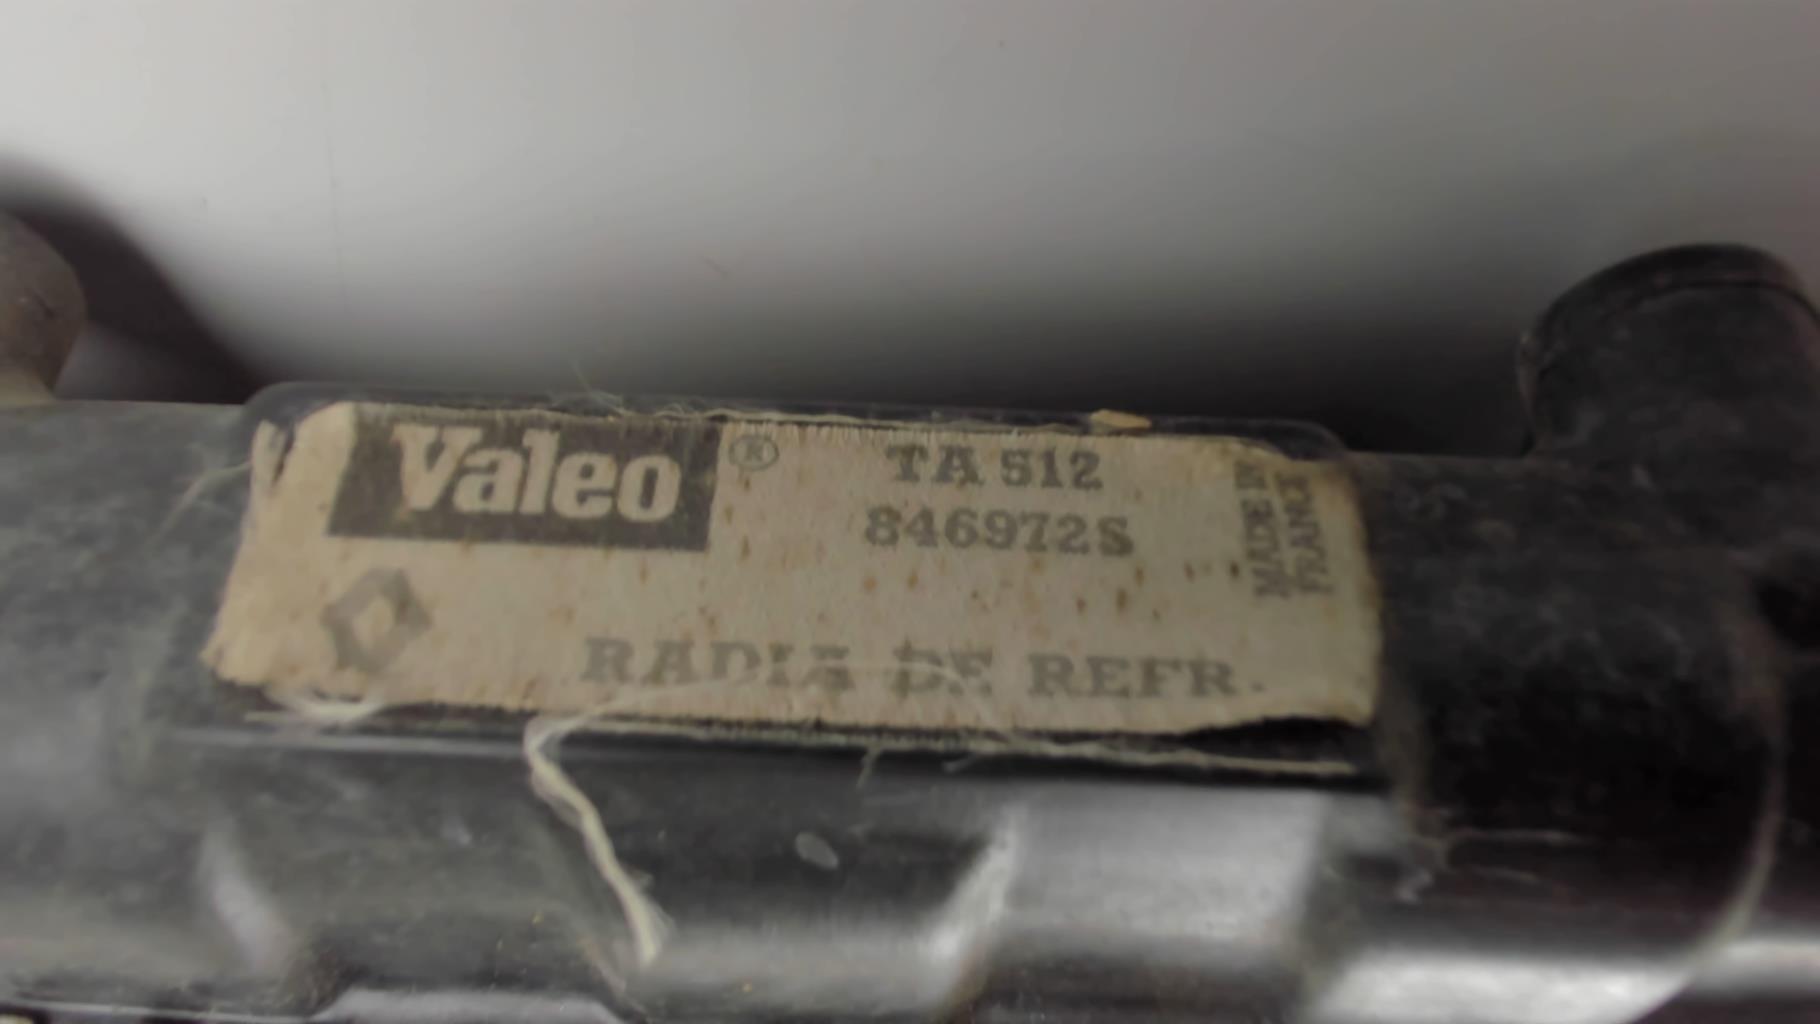 Valeo ®
TA 512
846972S
MADE IN
FRANCE
RADIA DE REFR.